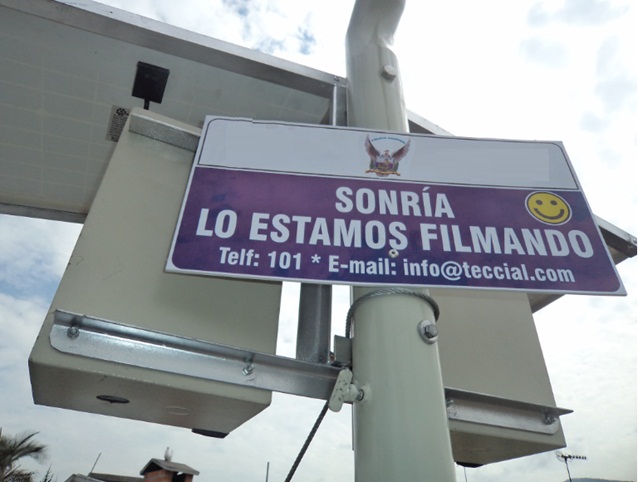 SONRÍA
LO ESTAMOS FILMANDO
Telf: 101 * E-mail: info@teccial.com